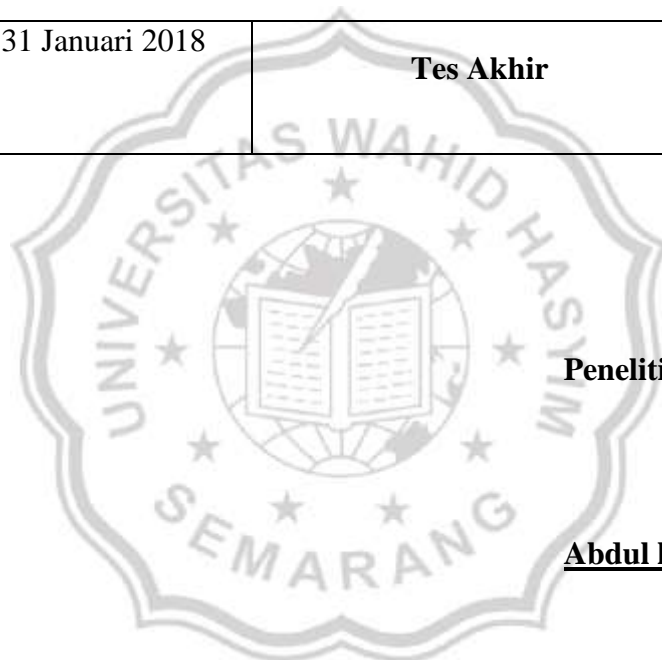 31 Januari 2018
Tes Akhir
UNIVERSITAS WAHID HASYIM
SEMARANG
Peneliti
Abdul